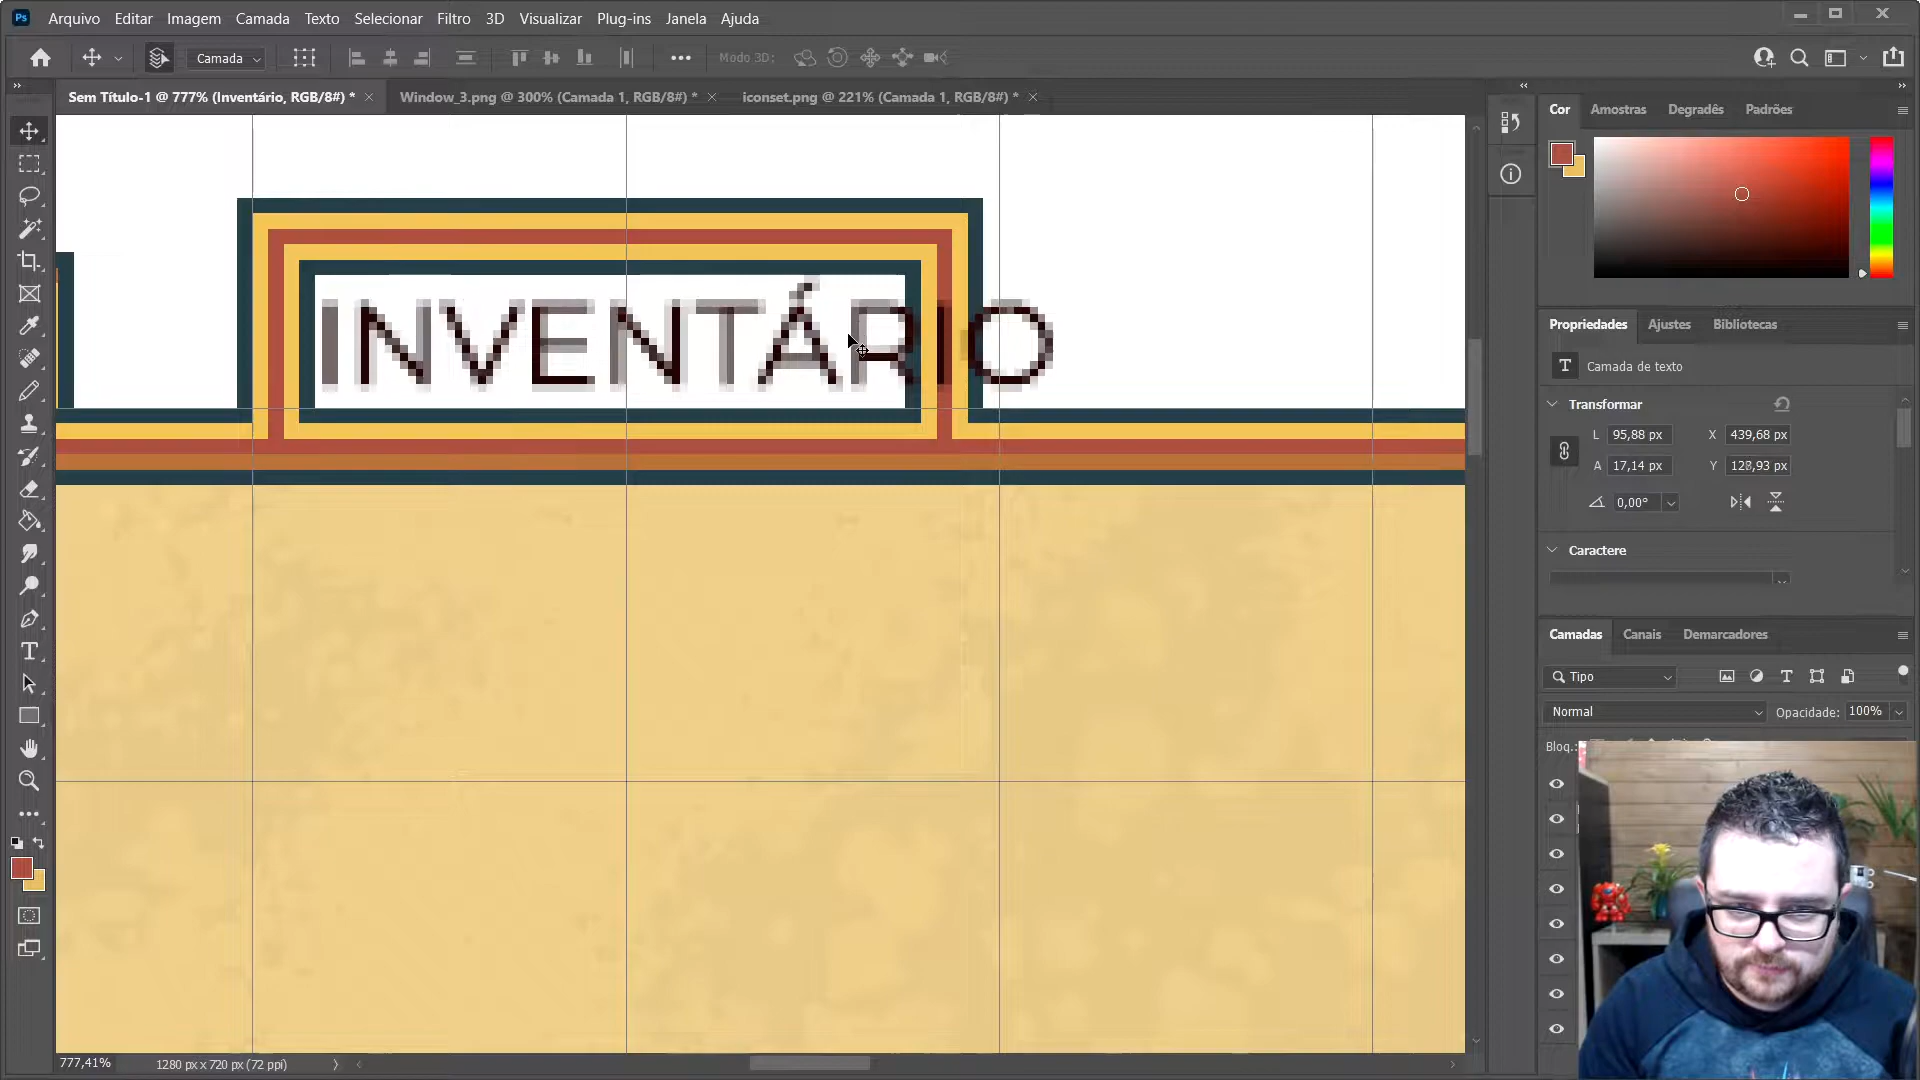 Ps Arquivo Editar Imagem Camada Texto Selecionar Filtro 3D Visualizar Plug-ins Janela Ajuda
Camada Modo 3D:
Sem Título-1 @ 777% (Inventário, RGB/8#) * Window_3.png @ 300% (Camada 1, RGB/8#) * iconset.png @ 221% (Camada 1, RGB/8#) *
Cor Amostras Degradês Padrões
INVENTÁRIO
Propriedades Ajustes Bibliotecas
T Camada de texto
Transformar
L 95,88 px X 439,68 px
A 17,14 px Y 128,93 px
0,00°
Caractere
Camadas Canais Demarcadores
Tipo
Normal Opacidade: 100%
Bloq.:
777,41% 1280 px x 720 px (72 ppi)